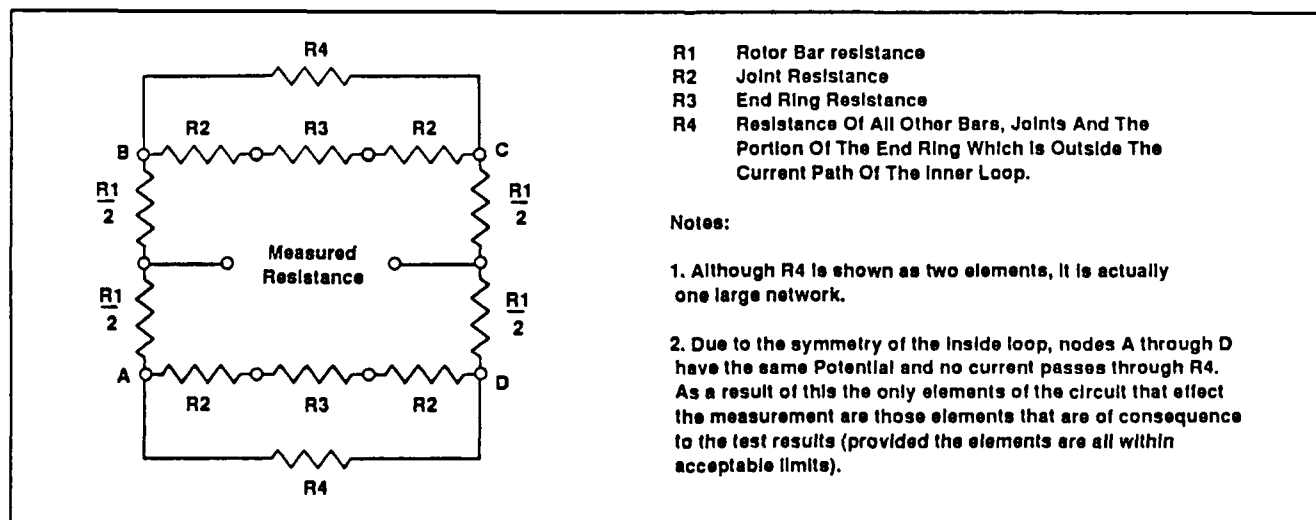 R4
R2 R3 R2
B C
R1
2
R1
2
Measured
Resistance
R1
2
R1
2
A D
R2 R3 R2
R4
R1 Rotor Bar resistance
R2 Joint Resistance
R3 End Ring Resistance
R4 Resistance Of All Other Bars, Joints And The
Portion Of The End Ring Which Is Outside The
Current Path Of The Inner Loop.
Notes:
1. Although R4 is shown as two elements, it is actually
one large network.
2. Due to the symmetry of the inside loop, nodes A through D
have the same Potential and no current passes through R4.
As a result of this the only elements of the circuit that effect
the measurement are those elements that are of consequence
to the test results (provided the elements are all within
acceptable limits).